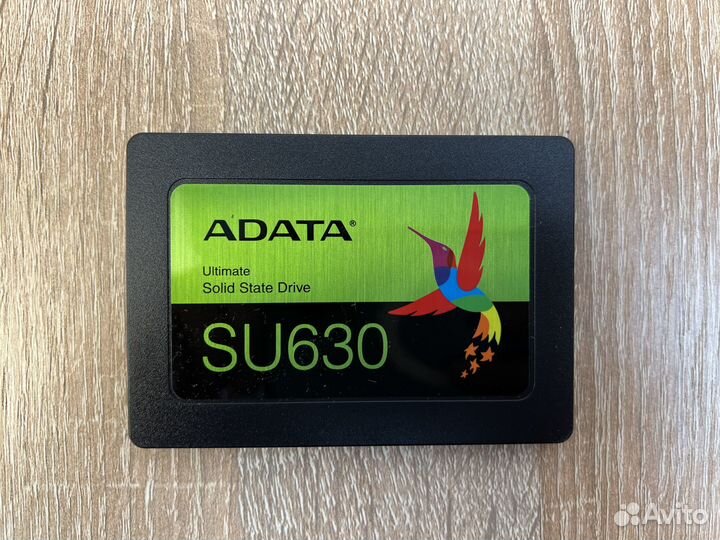 ADATA®
Ultimate
Solid State Drive
SU630
Avito